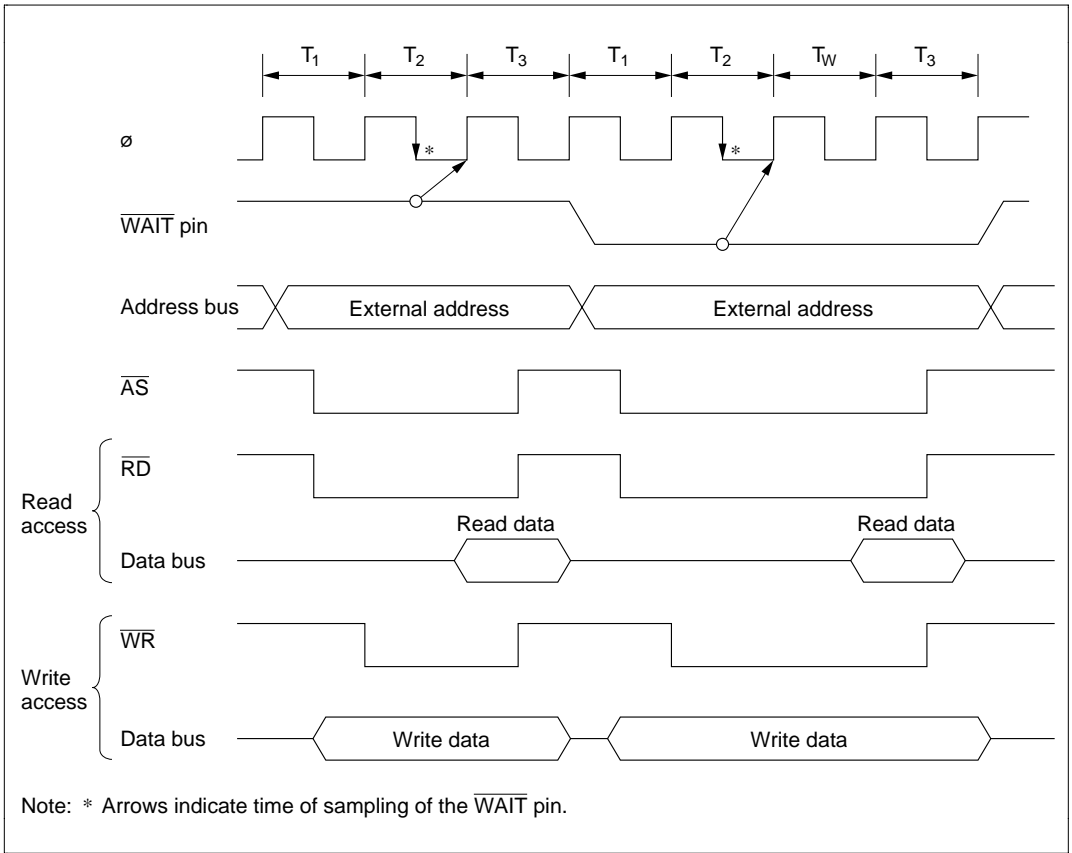 T1 T2 T3 T1 T2 TW T3
ø
* *
WAIT pin
Address bus External address External address
AS
RD
Read access
Read data Read data
Data bus
WR
Write access
Data bus Write data Write data
Note: * Arrows indicate time of sampling of the WAIT pin.